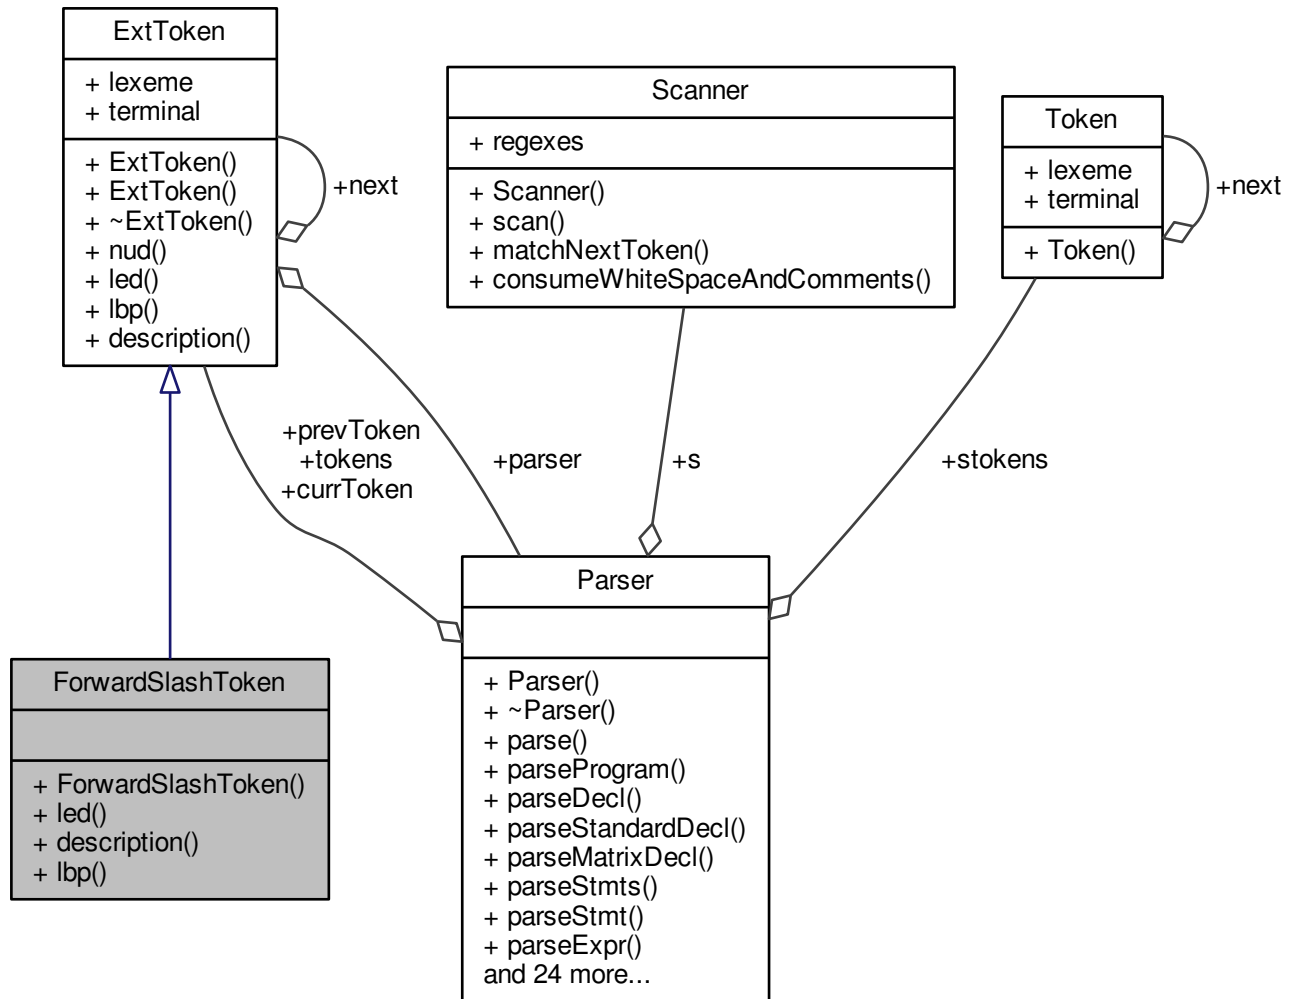 ExtToken
+ lexeme
+ terminal
+ ExtToken()
+ ExtToken()
+ ~ExtToken()
+ nud()
+ led()
+ lbp()
+ description()
+next
Scanner
+ regexes
+ Scanner()
+ scan()
+ matchNextToken()
+ consumeWhiteSpaceAndComments()
Token
+ lexeme
+ terminal
+ Token()
+next
+prevToken
+tokens
+currToken
+parser
+s
+stokens
ForwardSlashToken
+ ForwardSlashToken()
+ led()
+ description()
+ lbp()
Parser
+ Parser()
+ ~Parser()
+ parse()
+ parseProgram()
+ parseDecl()
+ parseStandardDecl()
+ parseMatrixDecl()
+ parseStmts()
+ parseStmt()
+ parseExpr()
and 24 more...